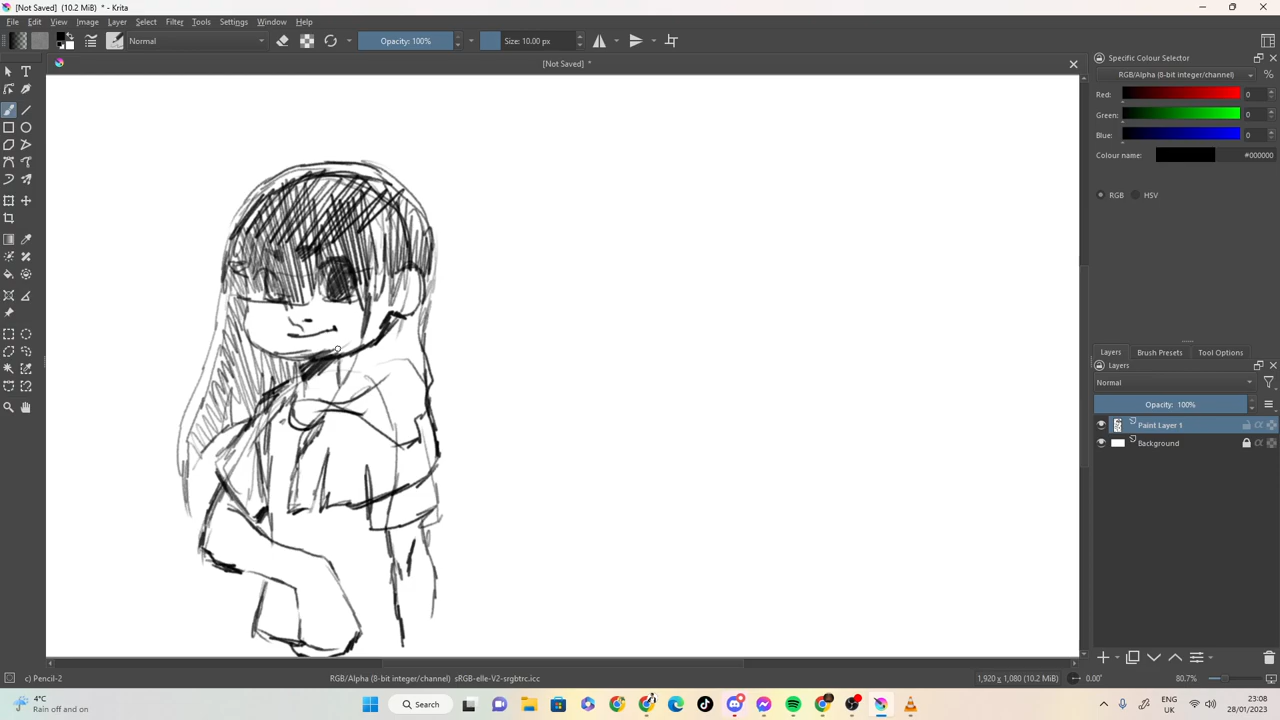 [Not Saved] (10.2 MiB) * - Krita
File Edit View Image Layer Select Filter Tools Settings Window Help
Normal Opacity: 100% Size: 10.00 px
[Not Saved] *
Specific Colour Selector
RGB/Alpha (8-bit integer/channel) %
Red: 0
Green: 0
Blue: 0
Colour name: #000000
RGB HSV
Layers Brush Presets Tool Options
Layers
Normal
Opacity: 100%
Paint Layer 1
Background
c) Pencil-2 RGB/Alpha (8-bit integer/channel) sRGB-elle-V2-srgbtrc.icc 1,920 x 1,080 (10.2 MiB) 0.00° 80.7%
4°C
Rain off and on
Search
ENG
UK
23:08
28/01/2023